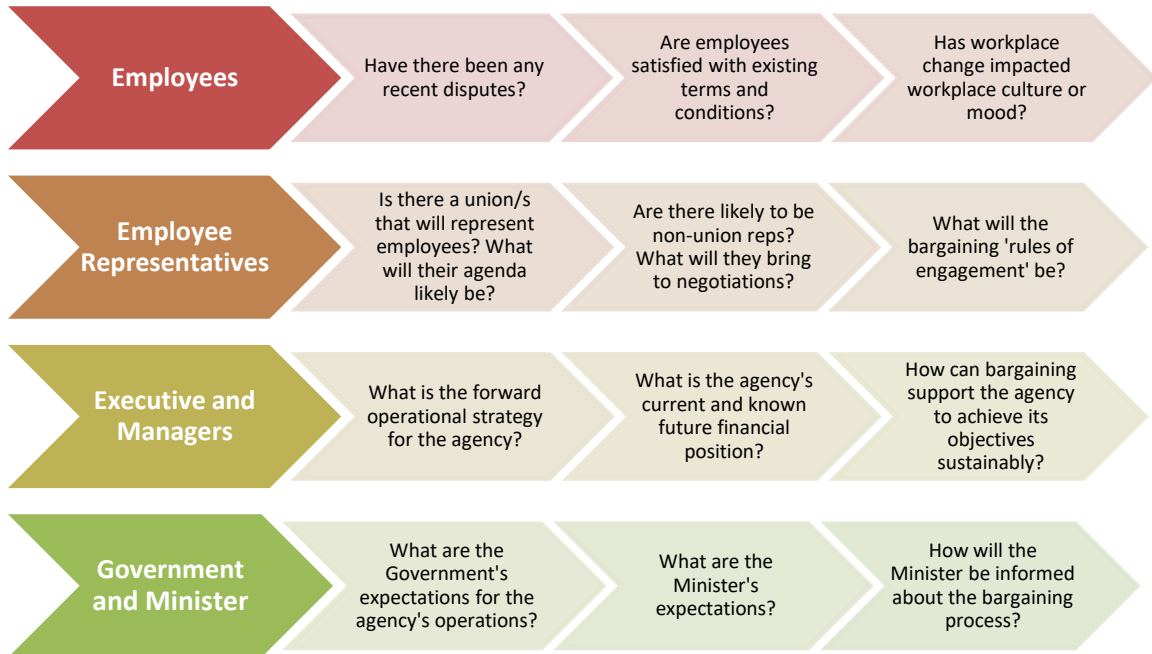 Employees
Have there been any
recent disputes?
Are employees
satisfied with existing
terms and
conditions?
Has workplace
change impacted
workplace culture or
mood?
Employee
Representatives
Is there a union/s
that will represent
employees? What
will their agenda
likely be?
Are there likely to be
non-union reps?
What will they bring
to negotiations?
What will the
bargaining 'rules of
engagement' be?
Executive and
Managers
What is the forward
operational strategy
for the agency?
What is the agency's
current and known
future financial
position?
How can bargaining
support the agency
to achieve its
objectives
sustainably?
Government
and Minister
What are the
Government's
expectations for the
agency's operations?
What are the
Minister's
expectations?
How will the
Minister be informed
about the bargaining
process?